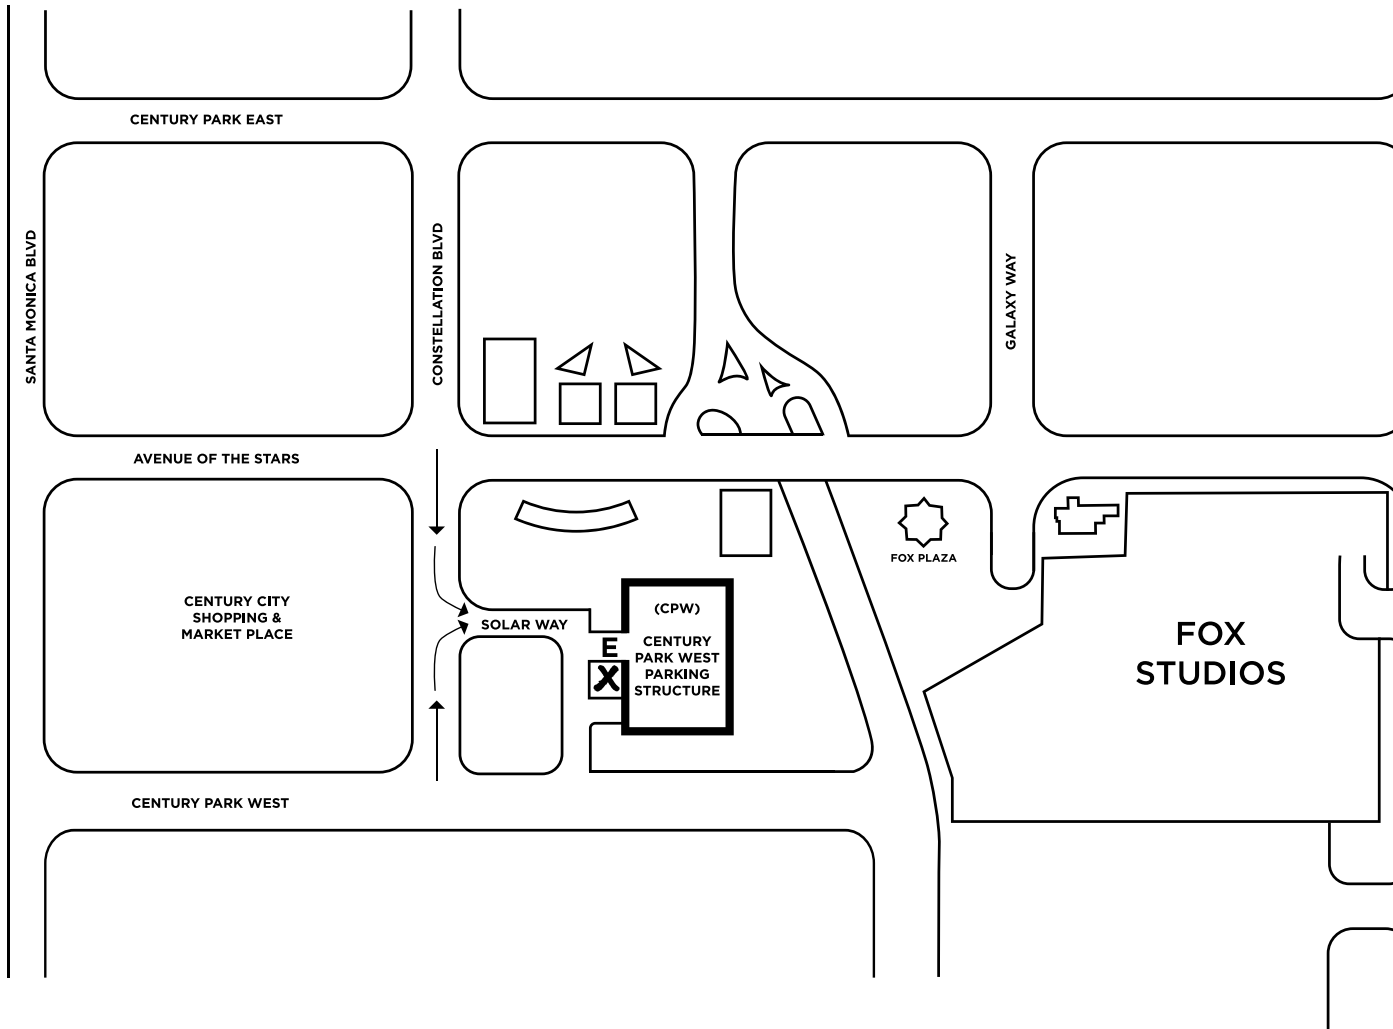 CENTURY PARK EAST
SANTA MONICA BLVD
CONSTELLATION BLVD
GALAXY WAY
AVENUE OF THE STARS
FOX PLAZA
CENTURY CITY
SHOPPING &
MARKET PLACE
SOLAR WAY
E
X
(CPW)
CENTURY
PARK WEST
PARKING
STRUCTURE
FOX
STUDIOS
CENTURY PARK WEST